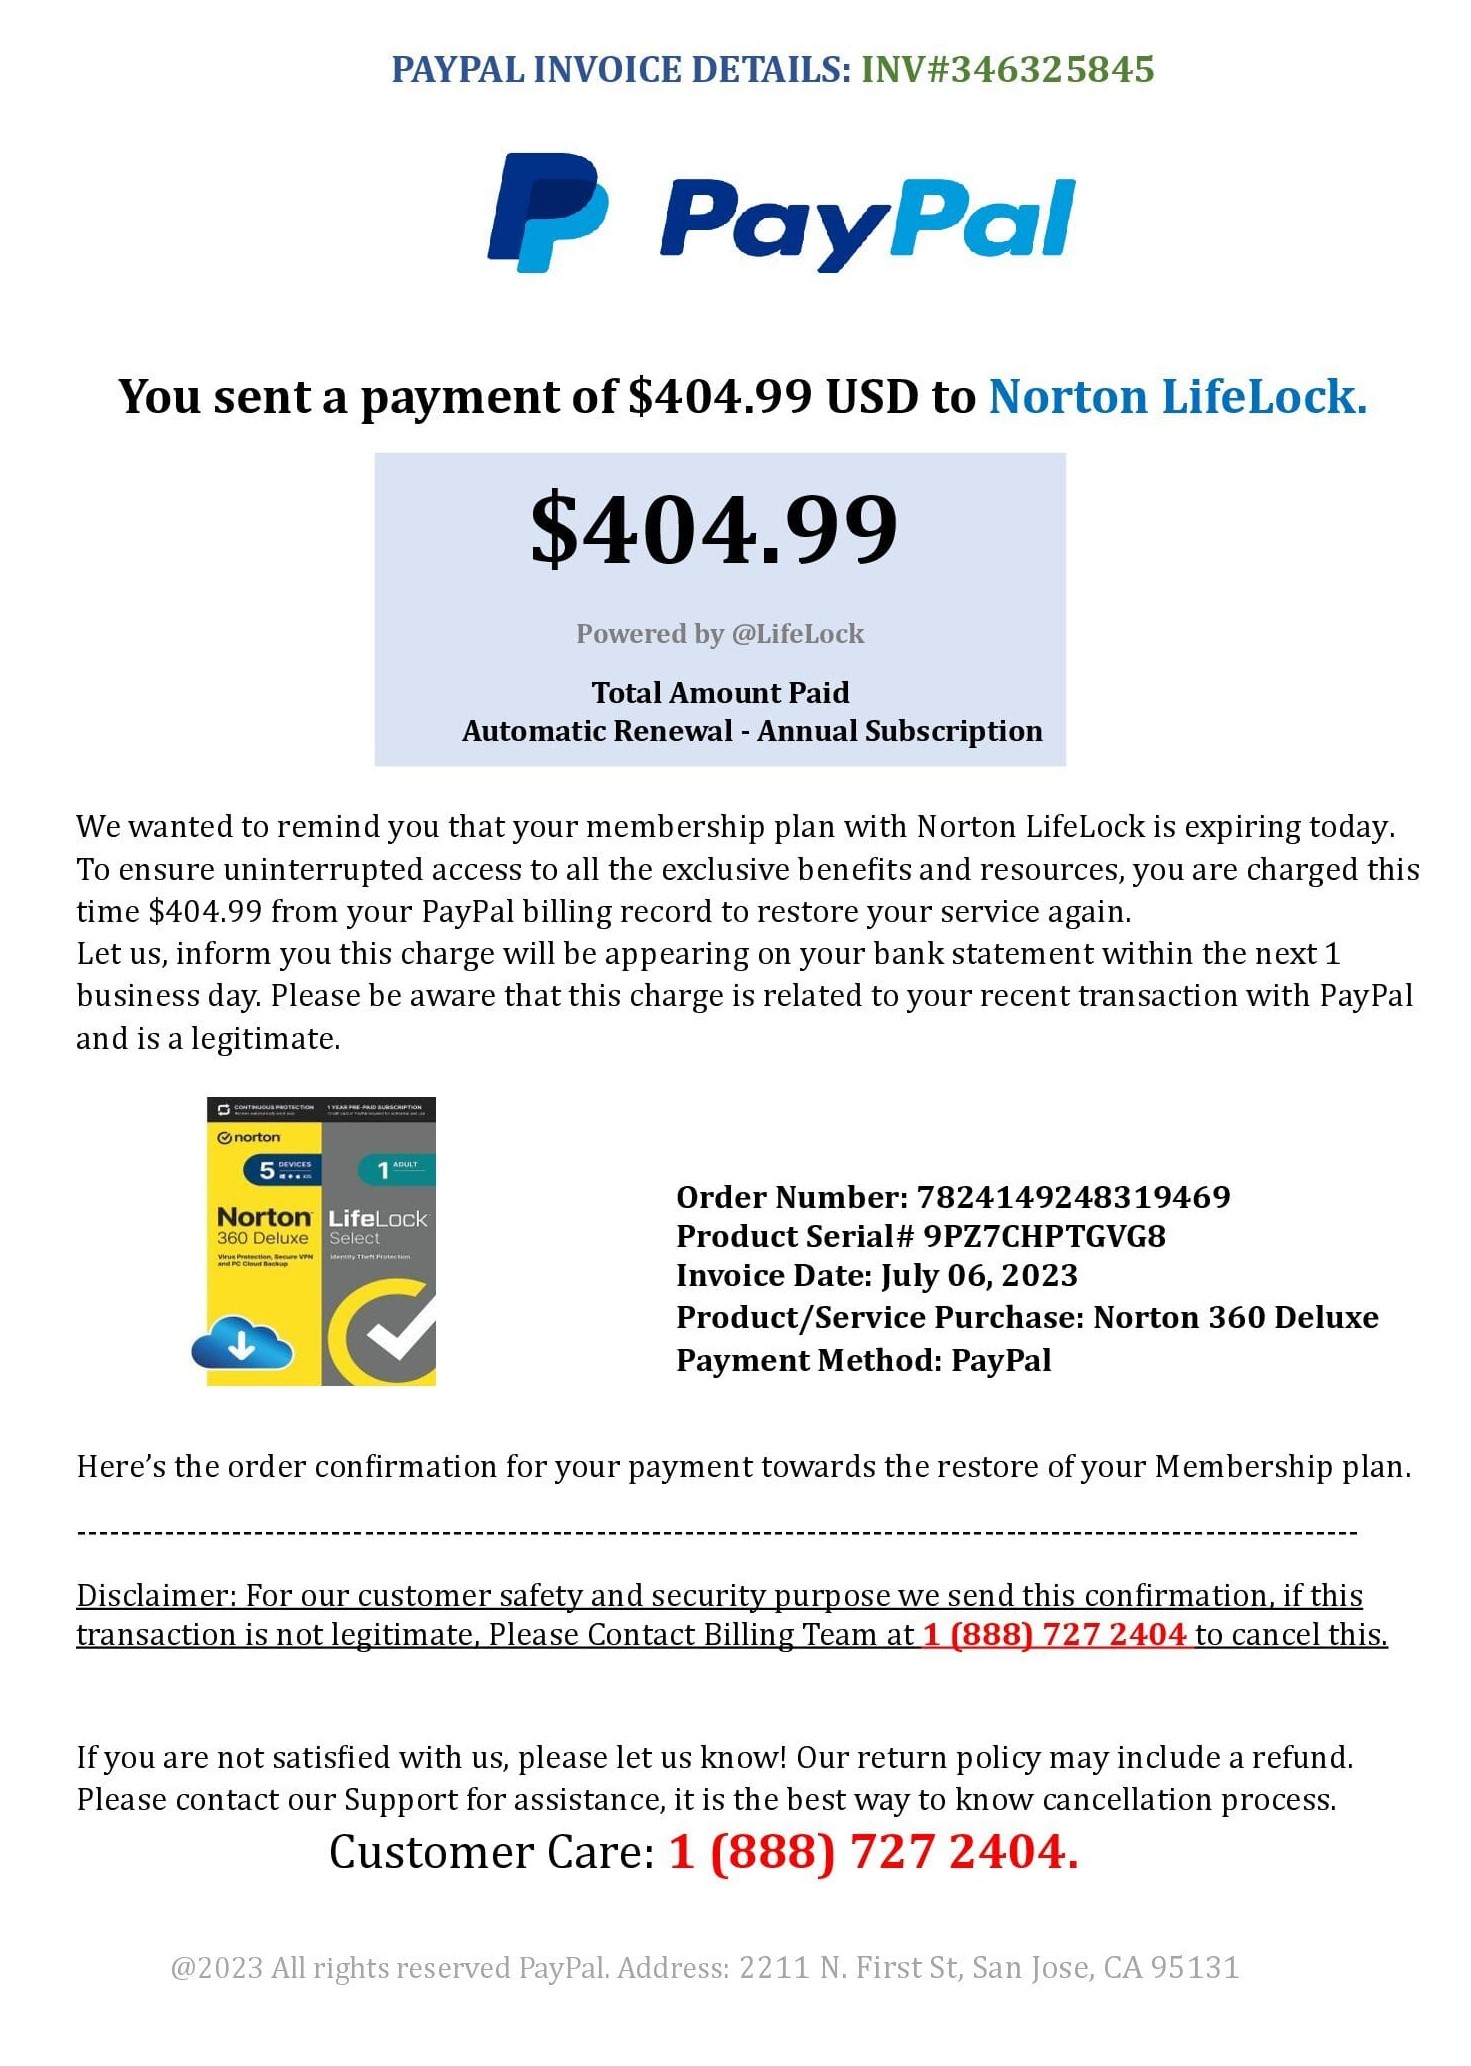 PAYPAL INVOICE DETAILS: INV#346325845
PayPal
You sent a payment of $404.99 USD to Norton LifeLock.
$404.99
Powered by @LifeLock
Total Amount Paid
Automatic Renewal - Annual Subscription
We wanted to remind you that your membership plan with Norton LifeLock is expiring today.
To ensure uninterrupted access to all the exclusive benefits and resources, you are charged this
time $404.99 from your PayPal billing record to restore your service again.
Let us, inform you this charge will be appearing on your bank statement within the next 1
business day. Please be aware that this charge is related to your recent transaction with PayPal
and is a legitimate.
CONTINUOUS PROTECTION
1 YEAR PRE-PAID SUBSCRIPTION
norton
5 DEVICES
1 ADULT
Norton
360 Deluxe
Virus Protection, Secure VPN
and PC Cloud Backup
LifeLock
Select
Identity Theft Protection
Order Number: 7824149248319469
Product Serial# 9PZ7CHPTGVG8
Invoice Date: July 06, 2023
Product/Service Purchase: Norton 360 Deluxe
Payment Method: PayPal
Here’s the order confirmation for your payment towards the restore of your Membership plan.
Disclaimer: For our customer safety and security purpose we send this confirmation, if this
transaction is not legitimate, Please Contact Billing Team at 1 (888) 727 2404 to cancel this.
If you are not satisfied with us, please let us know! Our return policy may include a refund.
Please contact our Support for assistance, it is the best way to know cancellation process.
Customer Care: 1 (888) 727 2404.
@2023 All rights reserved PayPal. Address: 2211 N. First St, San Jose, CA 95131